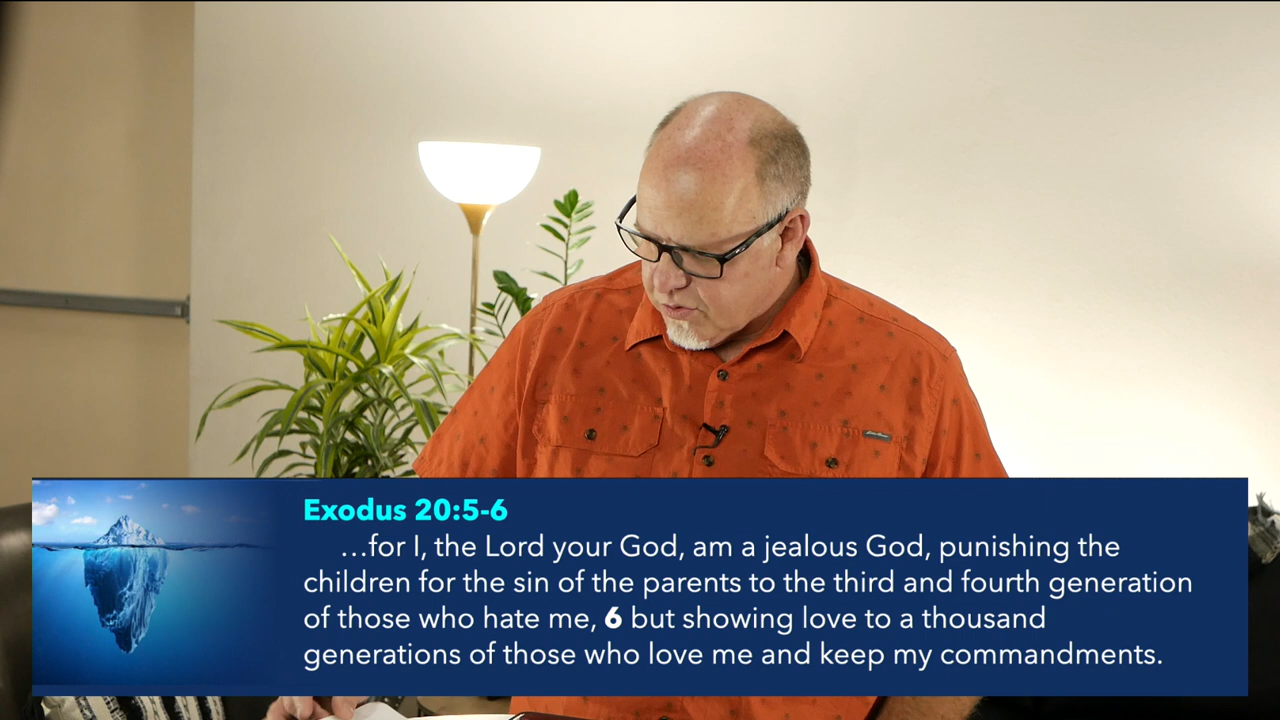 Exodus 20:5-6
…for I, the Lord your God, am a jealous God, punishing the
children for the sin of the parents to the third and fourth generation
of those who hate me, 6 but showing love to a thousand
generations of those who love me and keep my commandments.